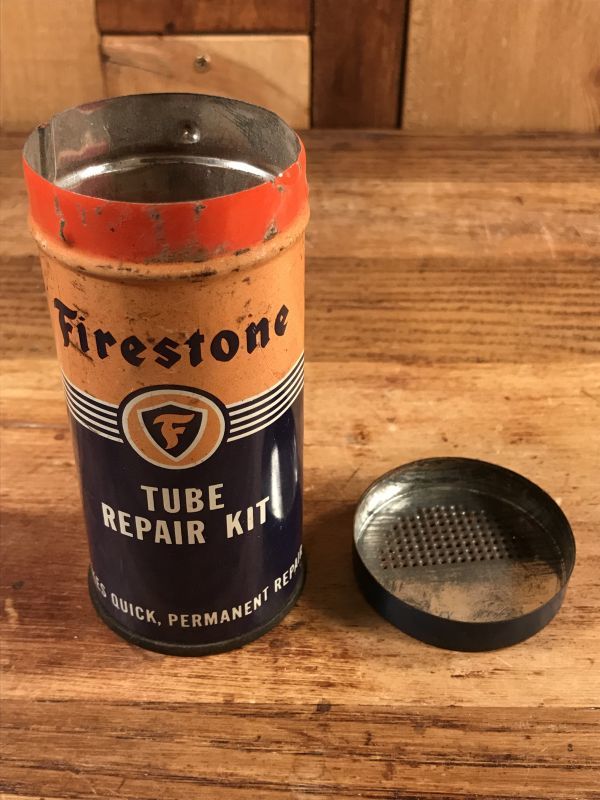 Firestone
F
TUBE
REPAIR KIT
QUICK, PERMANENT